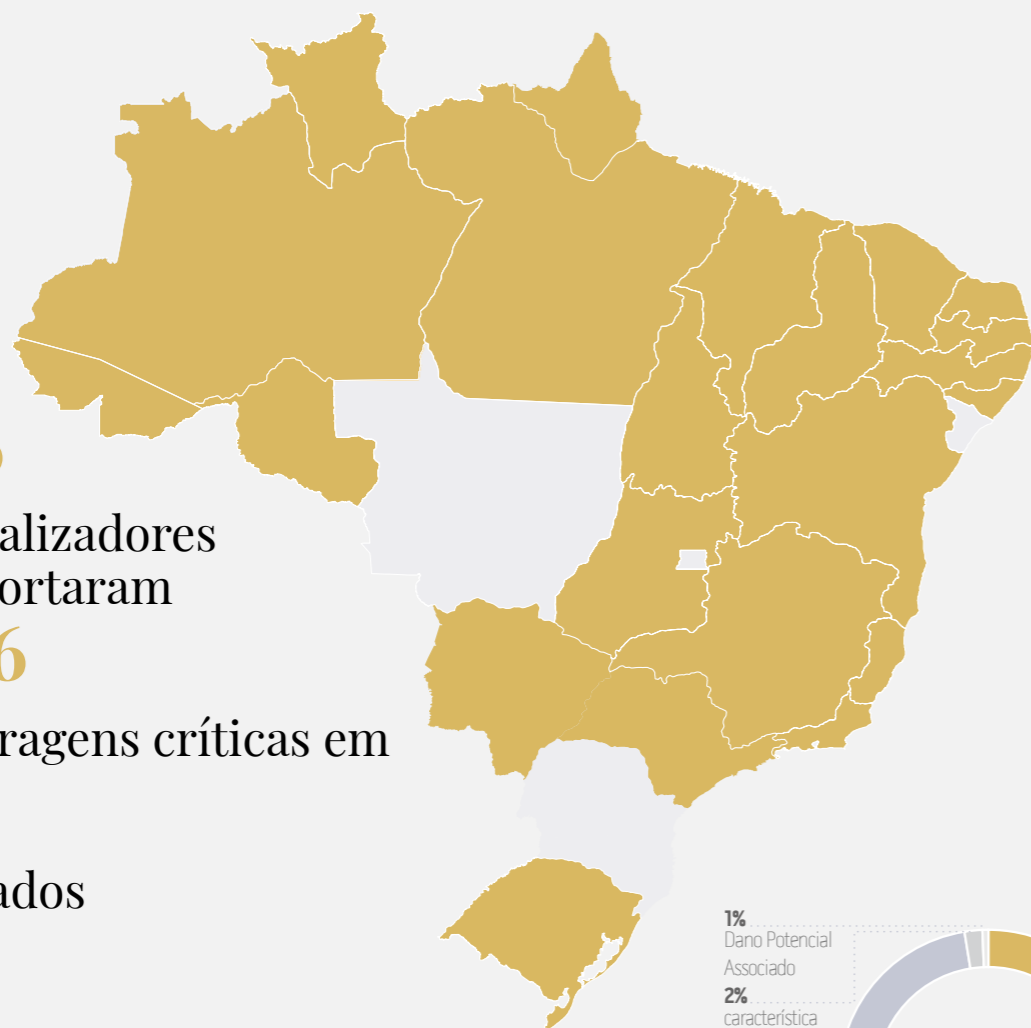 alizadores
ortaram
6
ragens críticas em
ados
1%
Dano Potencial
Associado
2%
característica